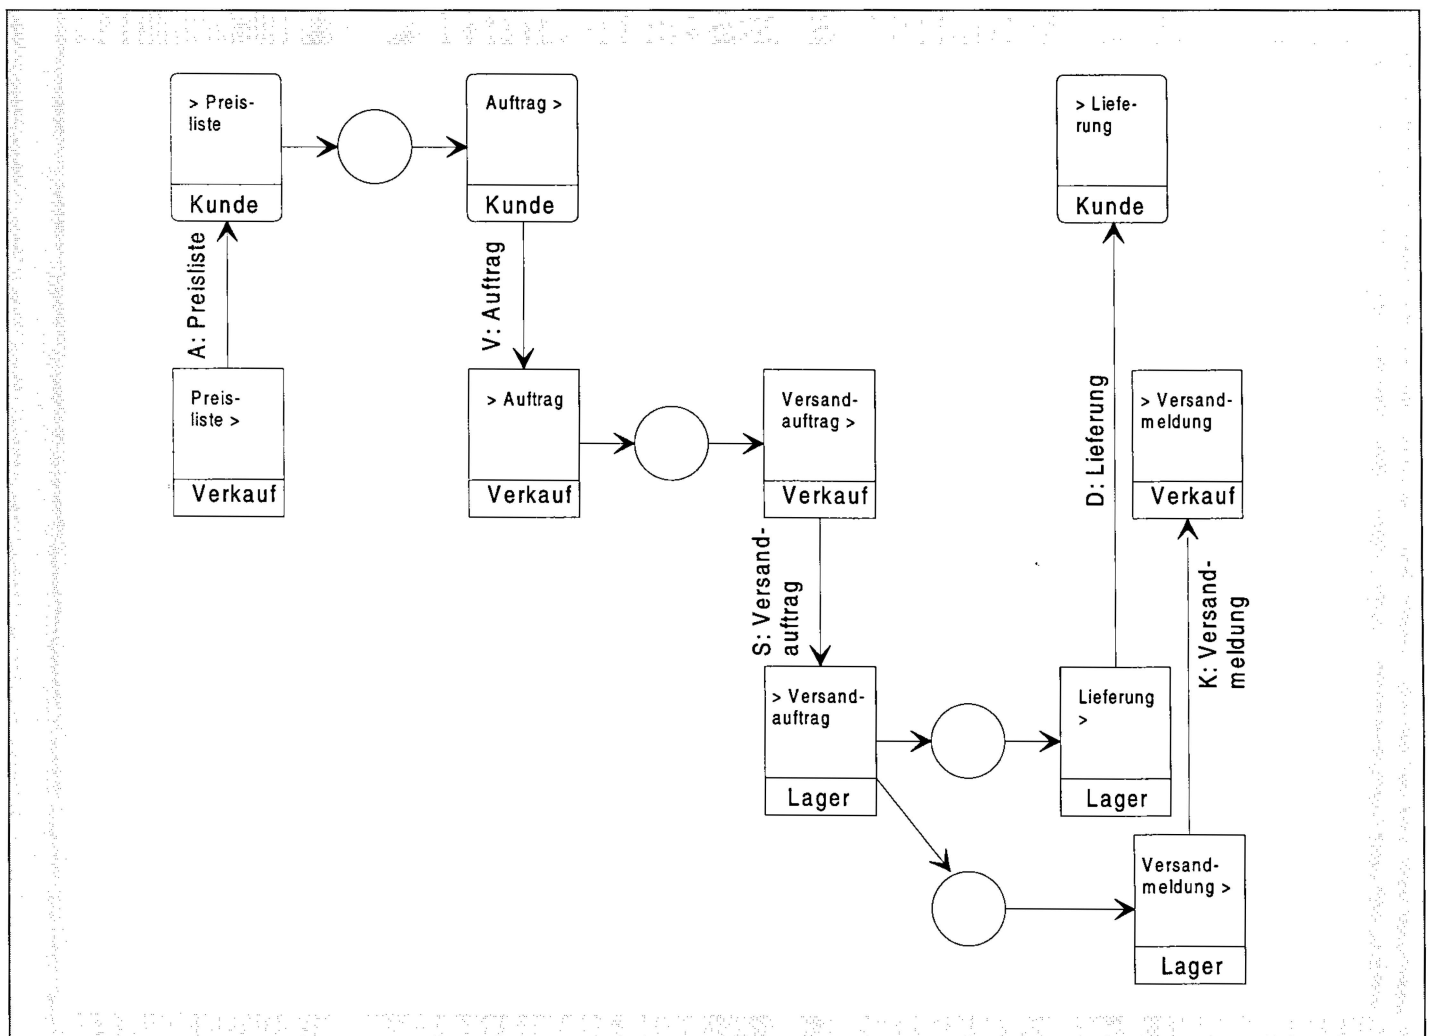 > Preis-
liste
Kunde
Auftrag >
Kunde
> Liefe-
rung
Kunde
A: Preisliste
V: Auftrag
Preis-
liste >
Verkauf
> Auftrag
Verkauf
Versand-
auftrag >
Verkauf
D: Lieferung
> Versand-
meldung
Verkauf
S: Versand-
auftrag
K: Versand-
meldung
> Versand-
auftrag
Lager
Lieferung
>
Lager
Versand-
meldung >
Lager